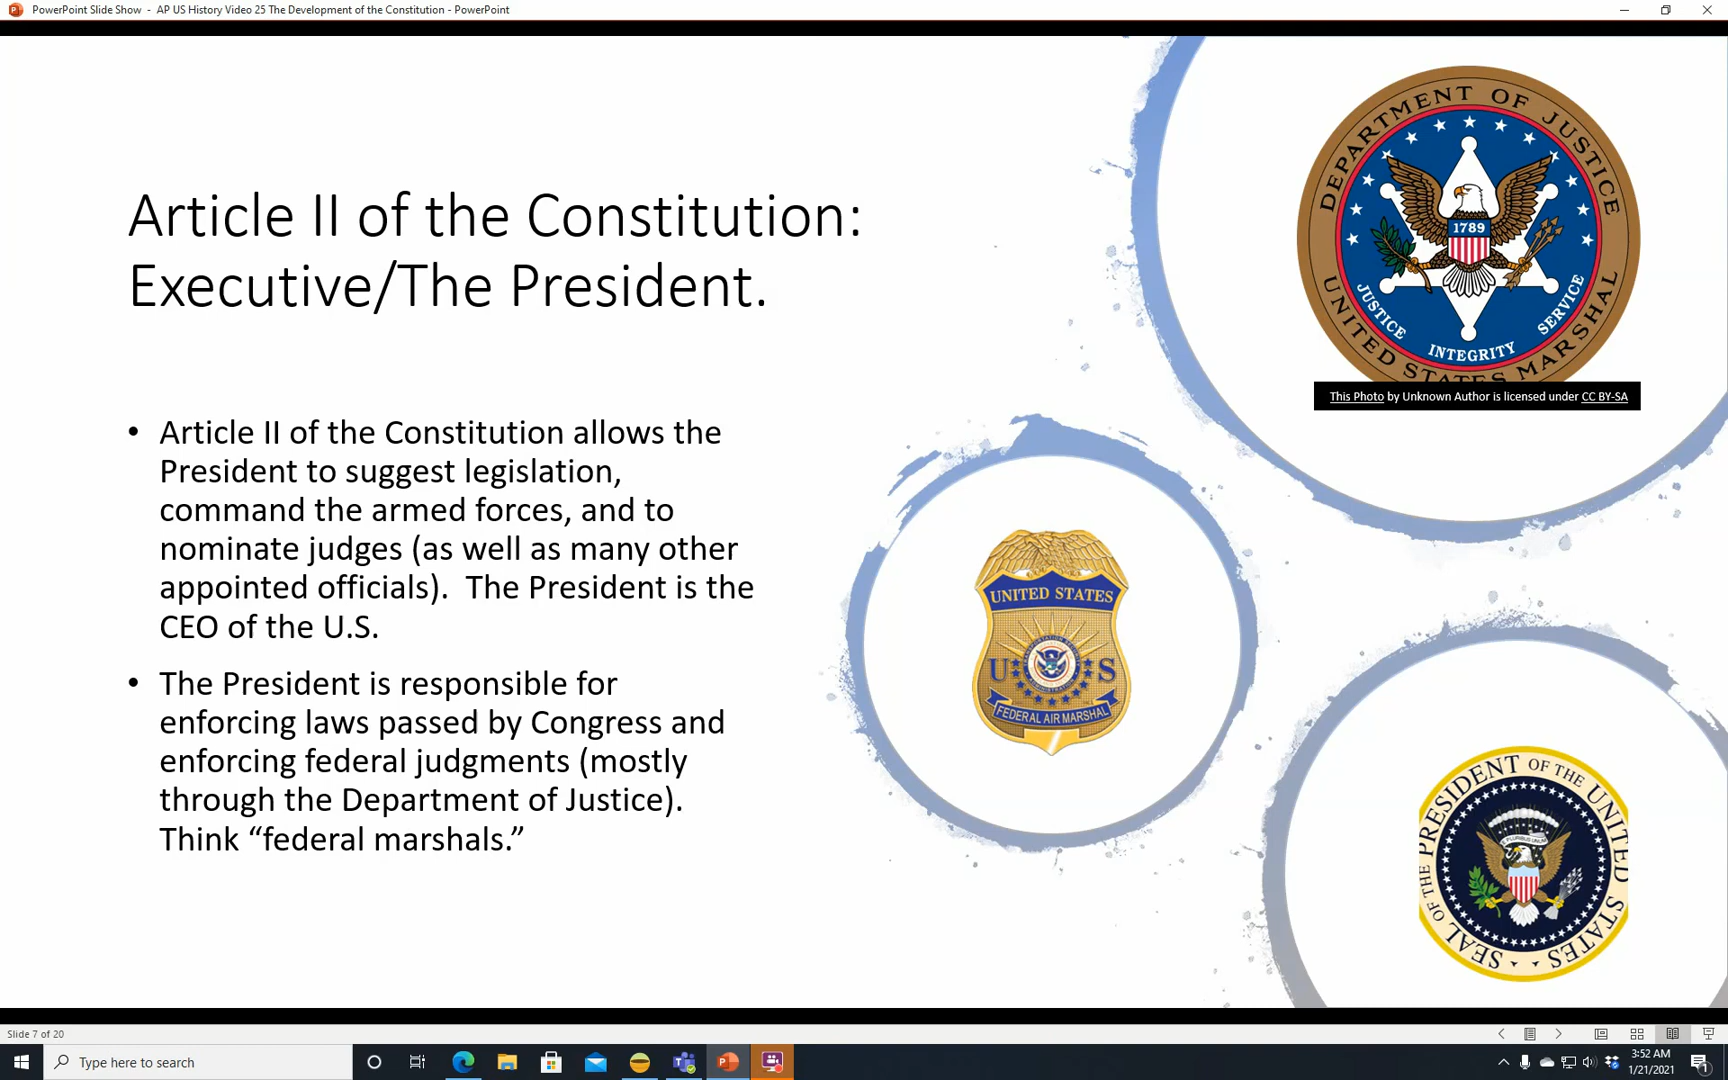 PowerPoint Slide Show - AP US History Video 25 The Development of the Constitution - PowerPoint
Article II of the Constitution:
Executive/The President.
• Article II of the Constitution allows the
President to suggest legislation,
command the armed forces, and to
nominate judges (as well as many other
appointed officials).  The President is the
CEO of the U.S.
• The President is responsible for
enforcing laws passed by Congress and
enforcing federal judgments (mostly
through the Department of Justice).
Think “federal marshals.”
DEPARTMENT OF JUSTICE
1789
JUSTICE INTEGRITY SERVICE
UNITED STATES MARSHAL
This Photo by Unknown Author is licensed under CC BY-SA
UNITED STATES
U S
FEDERAL AIR MARSHAL
SEAL OF THE PRESIDENT OF THE UNITED STATES
Slide 7 of 20
Type here to search
3:52 AM
1/21/2021
1